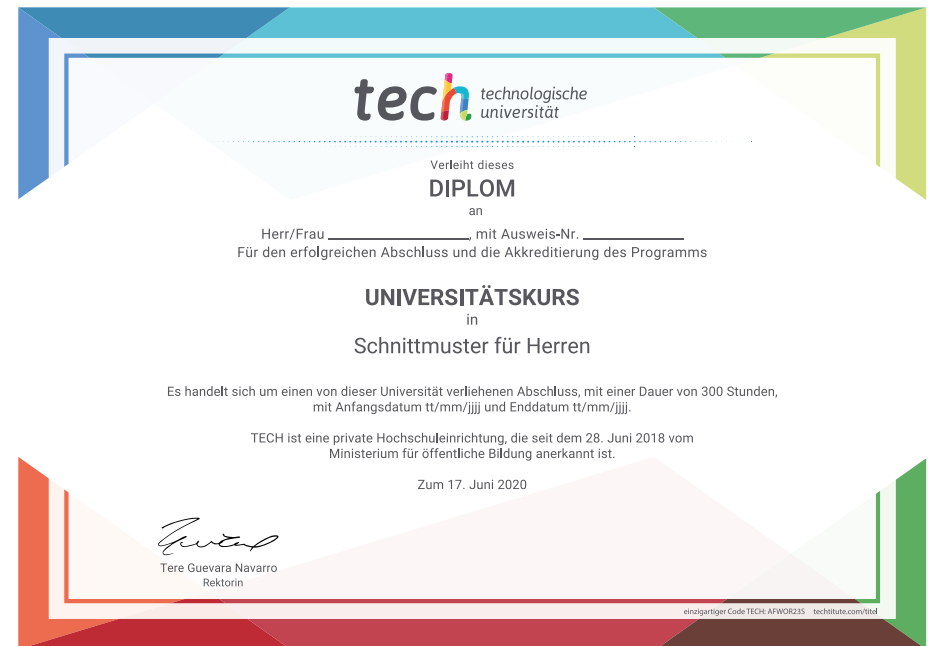 tech technologische
universität
Verleiht dieses
DIPLOM
an
Herr/Frau ____________________, mit Ausweis-Nr. ______________
Für den erfolgreichen Abschluss und die Akkreditierung des Programms
UNIVERSITÄTSKURS
in
Schnittmuster für Herren
Es handelt sich um einen von dieser Universität verliehenen Abschluss, mit einer Dauer von 300 Stunden,
mit Anfangsdatum tt/mm/jjjj und Enddatum tt/mm/jjjj.
TECH ist eine private Hochschuleinrichtung, die seit dem 28. Juni 2018 vom
Ministerium für öffentliche Bildung anerkannt ist.
Zum 17. Juni 2020
Tere Guevara Navarro
Rektorin
einzigartiger Code TECH: AFWOR23S techtitute.com/titel